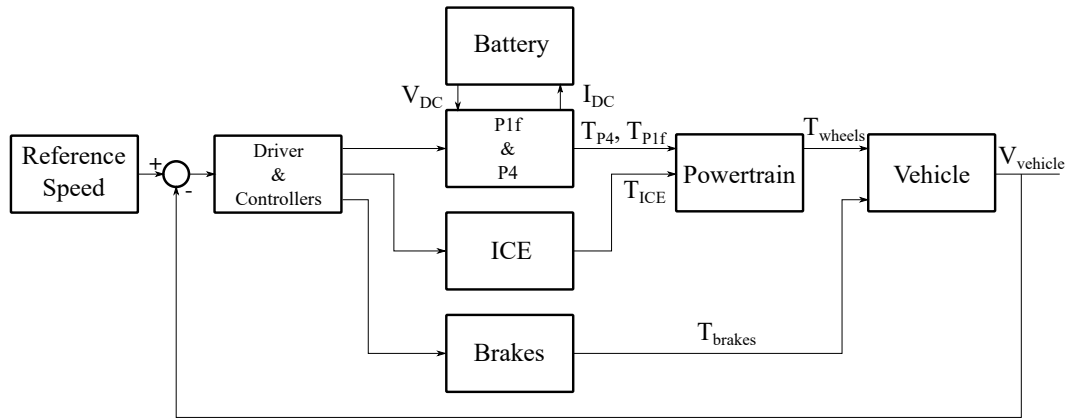 Battery
V_DC
I_DC
P1f
&
P4
T_P4, T_P1f
T_wheels
V_vehicle
Reference
Speed
+
-
Driver
&
Controllers
Powertrain
Vehicle
T_ICE
ICE
Brakes
T_brakes